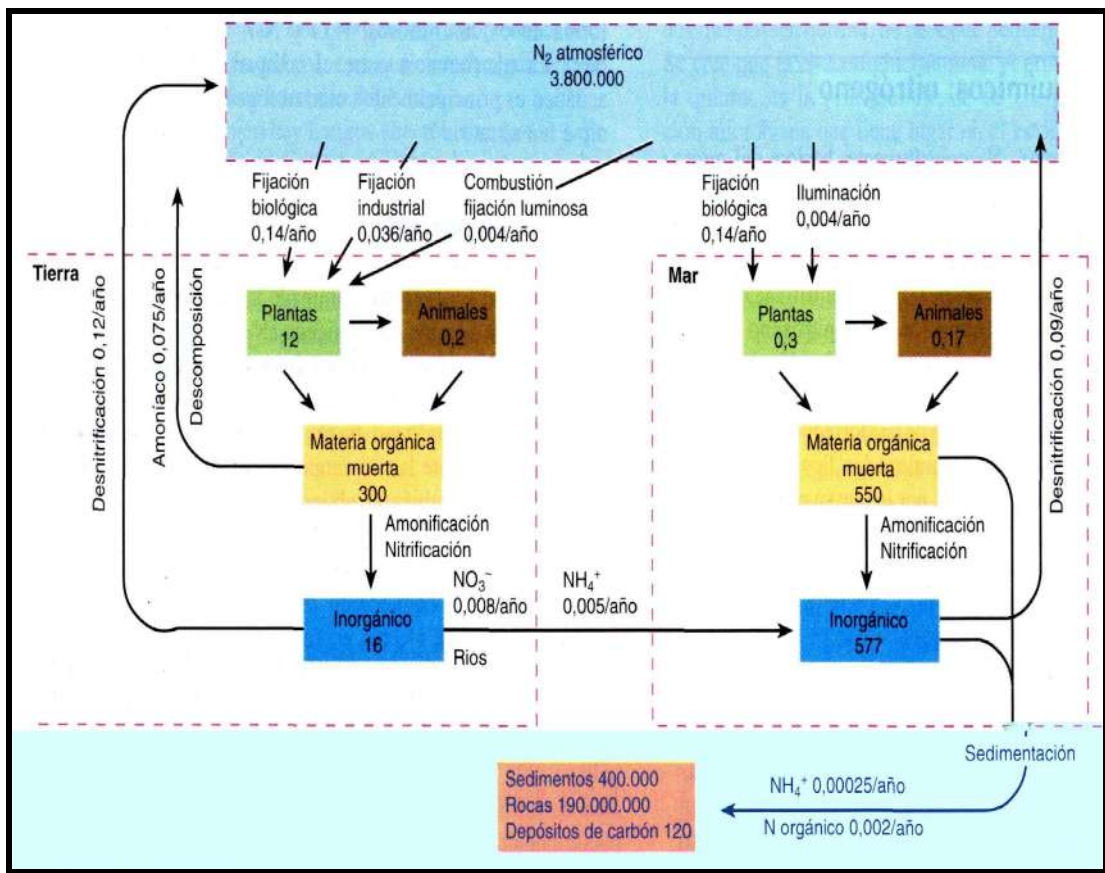 N₂ atmosférico
3.800.000
químicos: nitrógeno
Fijación
biológica
0,14/año
Fijación
industrial
0,036/año
Combustión
fijación luminosa
0,004/año
Fijación
biológica
0,14/año
Iluminación
0,004/año
Tierra
Desnitrificación 0,12/año
Amoníaco 0,075/año
Descomposición
Plantas
12
Animales
0,2
Materia orgánica
muerta
300
Amonificación
Nitrificación
Inorgánico
16
NO₃⁻
0,008/año
NH₄⁺
0,005/año
Rios
Mar
Plantas
0,3
Animales
0,17
Materia orgánica
muerta
550
Amonificación
Nitrificación
Inorgánico
577
Desnitrificación 0,09/año
Sedimentación
NH₄⁺ 0,00025/año
N orgánico 0,002/año
Sedimentos 400.000
Rocas 190.000.000
Depósitos de carbón 120